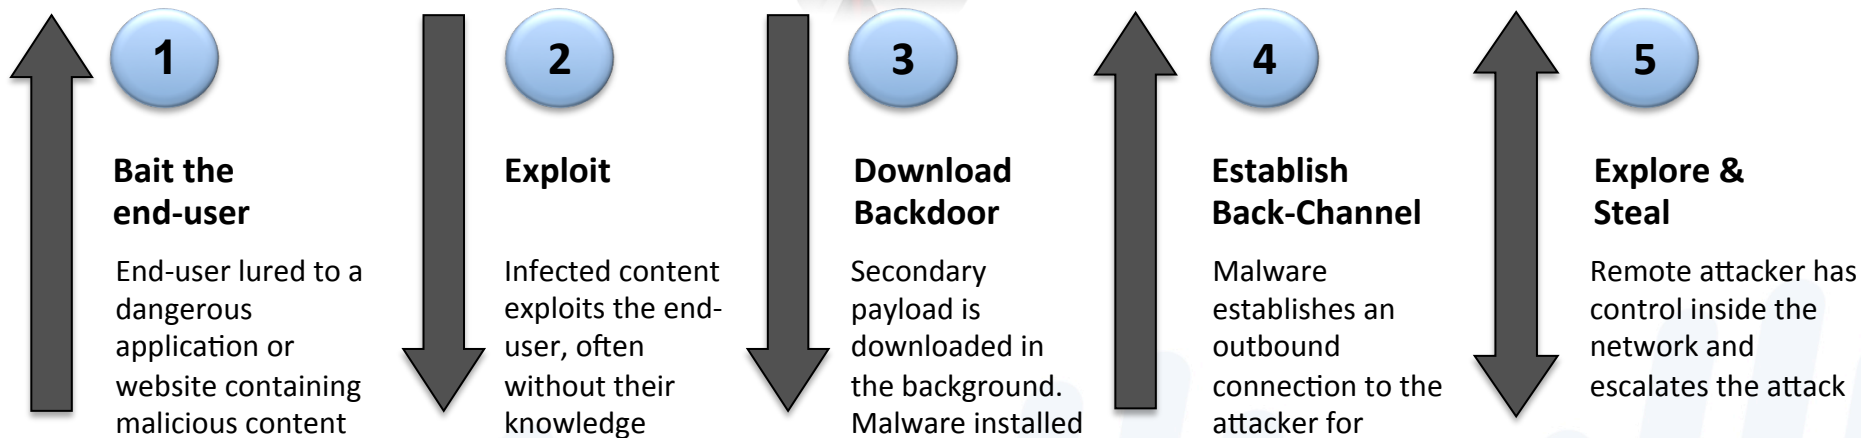 1
Bait the
end-user
End-user lured to a
dangerous
application or
website containing
malicious content
2
Exploit
Infected content
exploits the end-
user, often
without their
knowledge
3
Download
Backdoor
Secondary
payload is
downloaded in
the background.
Malware installed
4
Establish
Back-Channel
Malware
establishes an
outbound
connection to the
attacker for
5
Explore &
Steal
Remote attacker has
control inside the
network and
escalates the attack